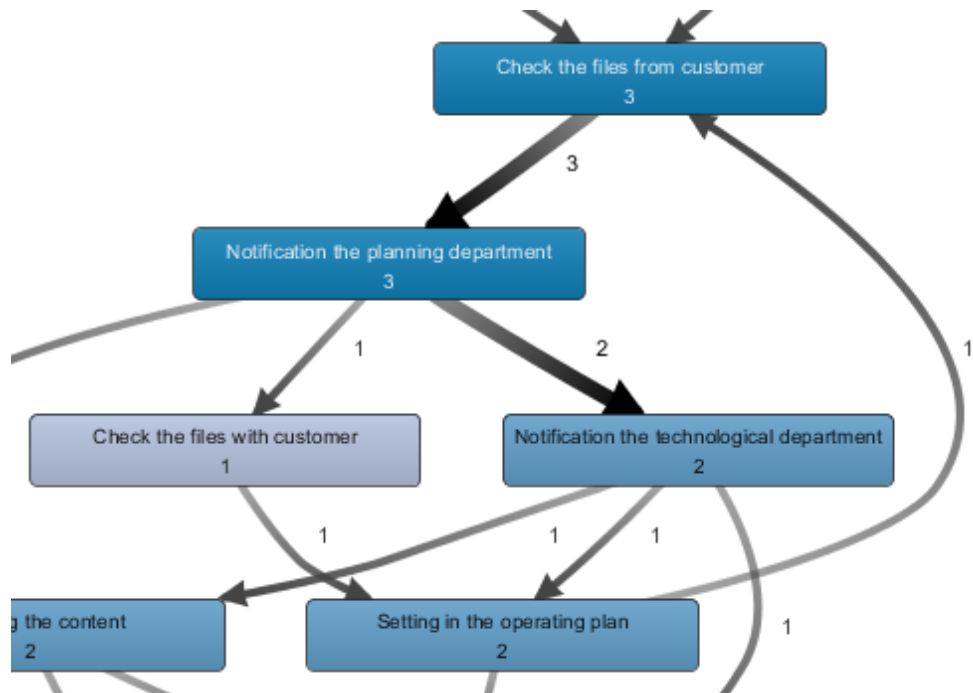 Check the files from customer
3
3
Notification the planning department
3
1
2
1
Check the files with customer
1
Notification the technological department
2
1
1
1
the content
2
Setting in the operating plan
2
1